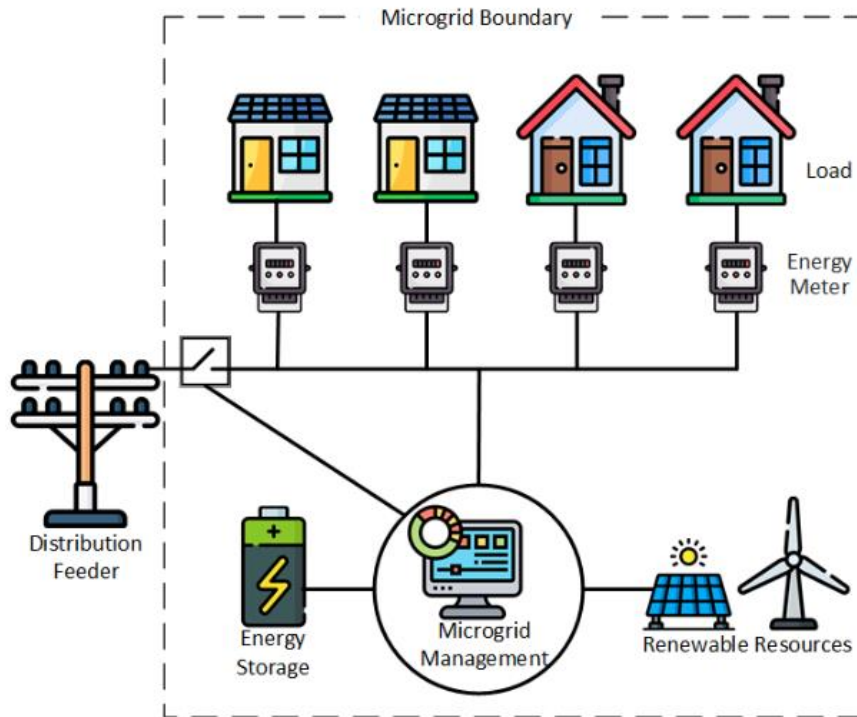 Microgrid Boundary
Load
Energy
Meter
Distribution
Feeder
Energy
Storage
Microgrid
Management
Renewable Resources